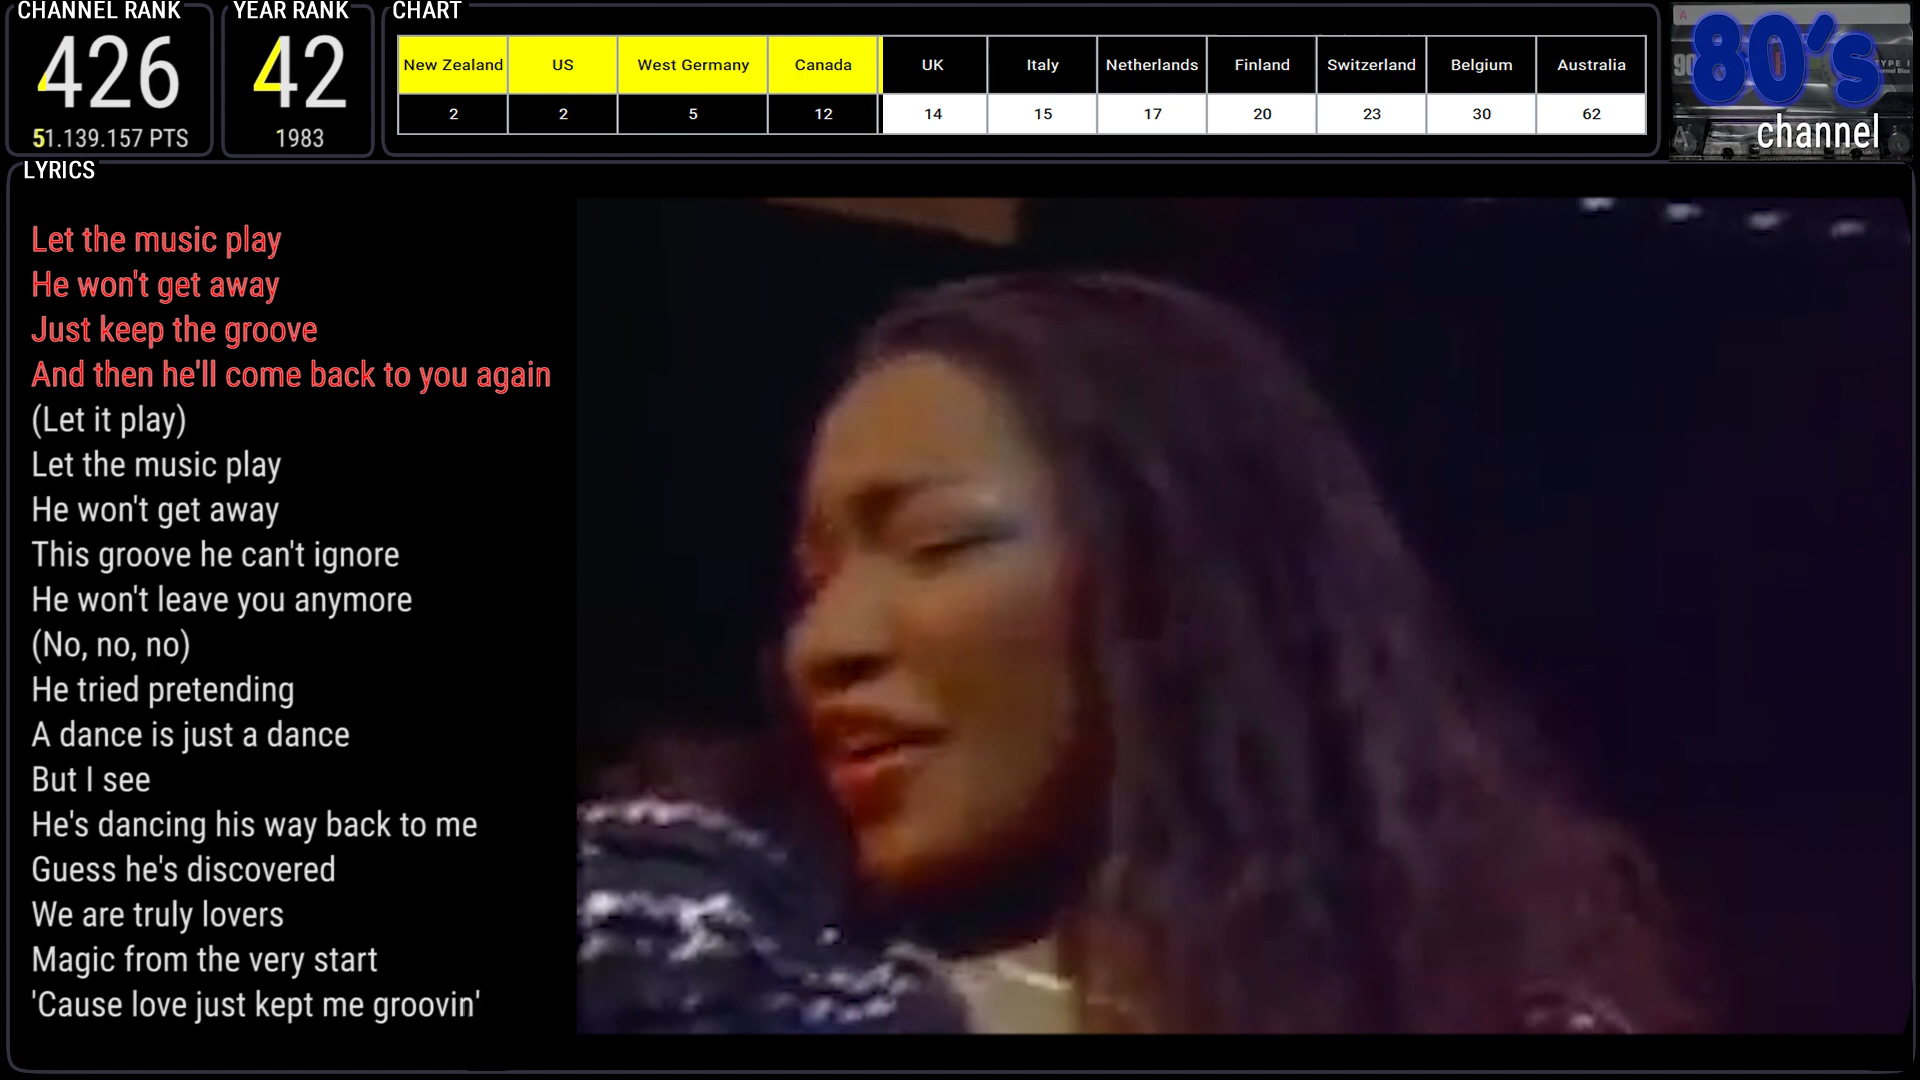 CHANNEL RANK
426
51.139.157 PTS
YEAR RANK
42
1983
CHART
New Zealand US West Germany Canada UK Italy Netherlands Finland Switzerland Belgium Australia
2 2 5 12 14 15 17 20 23 30 62
80's
channel
A
90
TYPE I
A
LYRICS
Let the music play
He won't get away
Just keep the groove
And then he'll come back to you again
(Let it play)
Let the music play
He won't get away
This groove he can't ignore
He won't leave you anymore
(No, no, no)
He tried pretending
A dance is just a dance
But I see
He's dancing his way back to me
Guess he's discovered
We are truly lovers
Magic from the very start
'Cause love just kept me groovin'